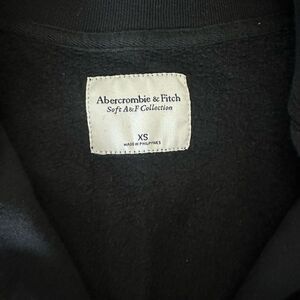 Abercrombie & Fitch
Soft A&F Collection
XS
MADE IN PHILIPPINES